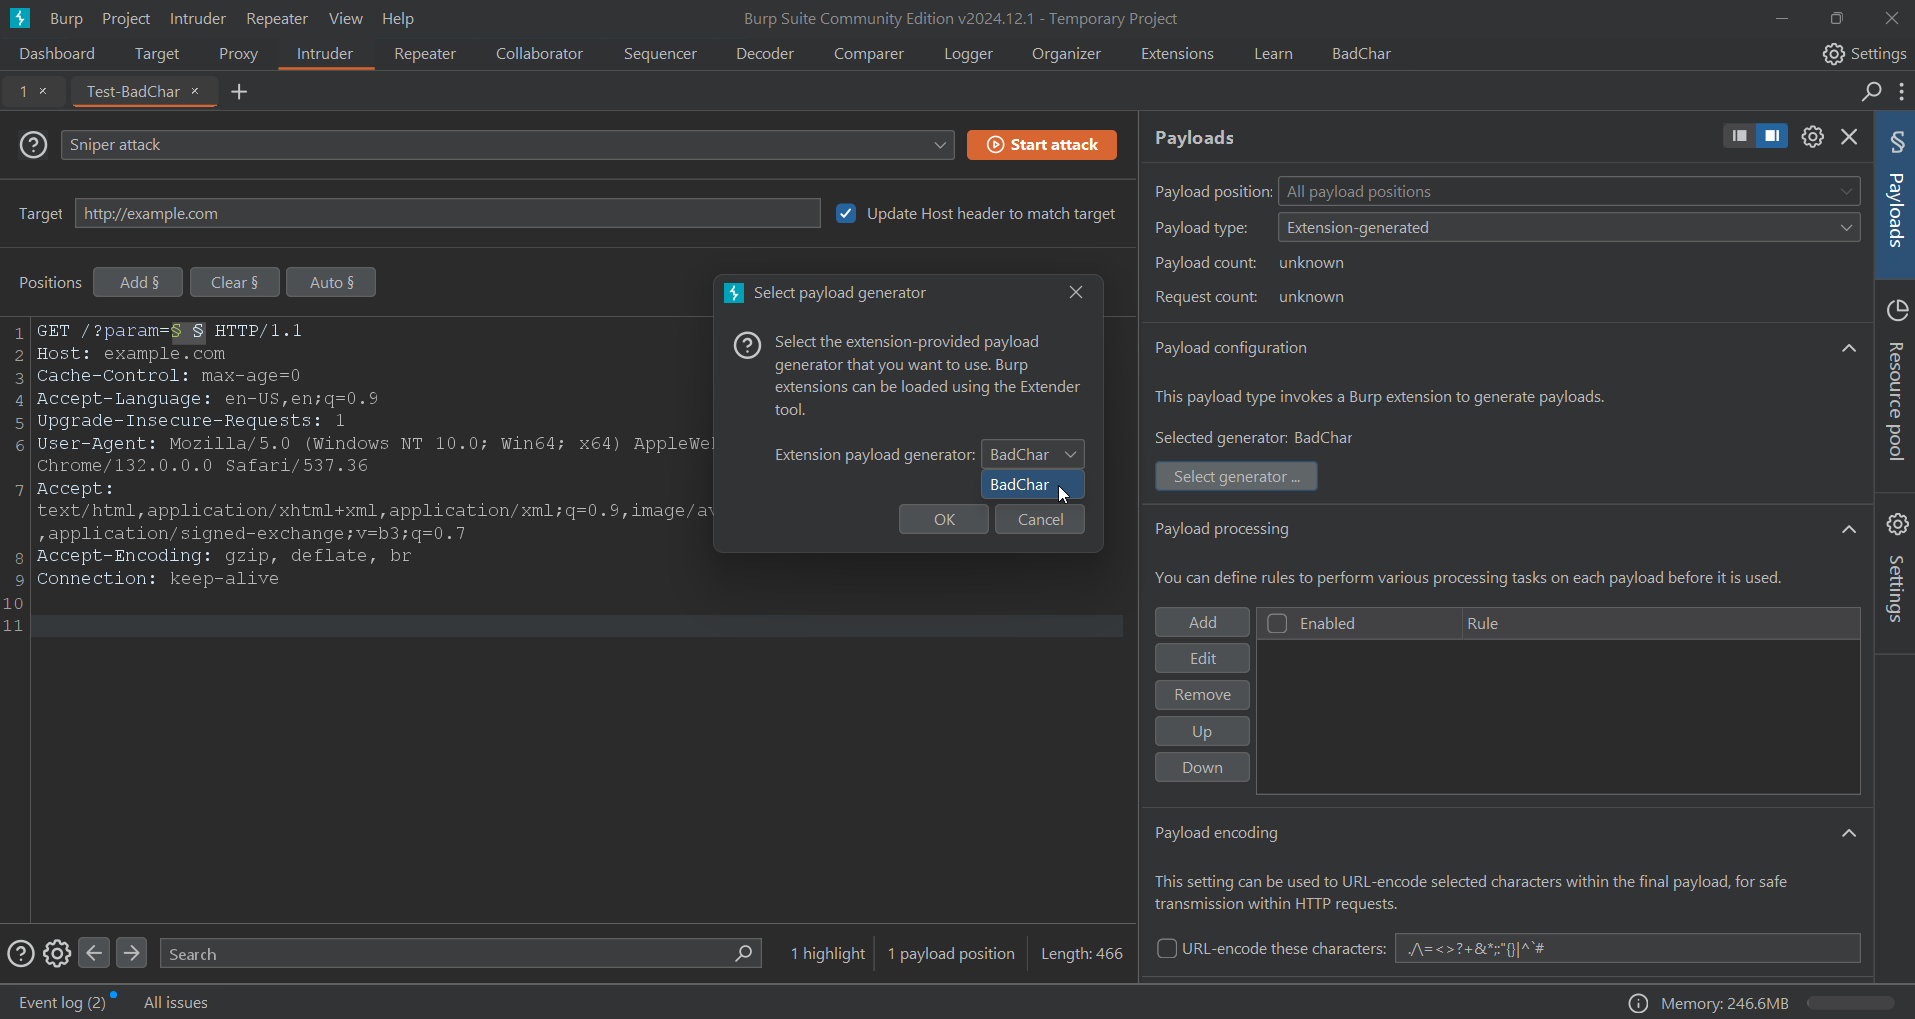 Burp Project Intruder Repeater View Help
Burp Suite Community Edition v2024.12.1 - Temporary Project
Dashboard Target Proxy Intruder Repeater Collaborator Sequencer Decoder Comparer Logger Organizer Extensions Learn BadChar
Settings
1 × Test-BadChar × +
Sniper attack
Start attack
Target http://example.com
Update Host header to match target
Positions Add § Clear § Auto §
1 GET /?param=§ § HTTP/1.1
2 Host: example.com
3 Cache-Control: max-age=0
4 Accept-Language: en-US,en;q=0.9
5 Upgrade-Insecure-Requests: 1
6 User-Agent: Mozilla/5.0 (Windows NT 10.0; Win64; x64) AppleWe
Chrome/132.0.0.0 Safari/537.36
7 Accept:
text/html,application/xhtml+xml,application/xml;q=0.9,image/av
,application/signed-exchange;v=b3;q=0.7
8 Accept-Encoding: gzip, deflate, br
9 Connection: keep-alive
10
11
Select payload generator
Select the extension-provided payload
generator that you want to use. Burp
extensions can be loaded using the Extender
tool.
Extension payload generator: BadChar
BadChar
OK Cancel
Payloads
Payload position: All payload positions
Payload type: Extension-generated
Payload count: unknown
Request count: unknown
Payload configuration
This payload type invokes a Burp extension to generate payloads.
Selected generator: BadChar
Select generator ...
Payload processing
You can define rules to perform various processing tasks on each payload before it is used.
Add
Edit
Remove
Up
Down
Enabled Rule
Payload encoding
This setting can be used to URL-encode selected characters within the final payload, for safe
transmission within HTTP requests.
URL-encode these characters: ./\=<>?+&*;:"{}|^`#
§ Payloads
Resource pool
Settings
Search
1 highlight 1 payload position Length: 466
Event log (2) All issues
Memory: 246.6MB